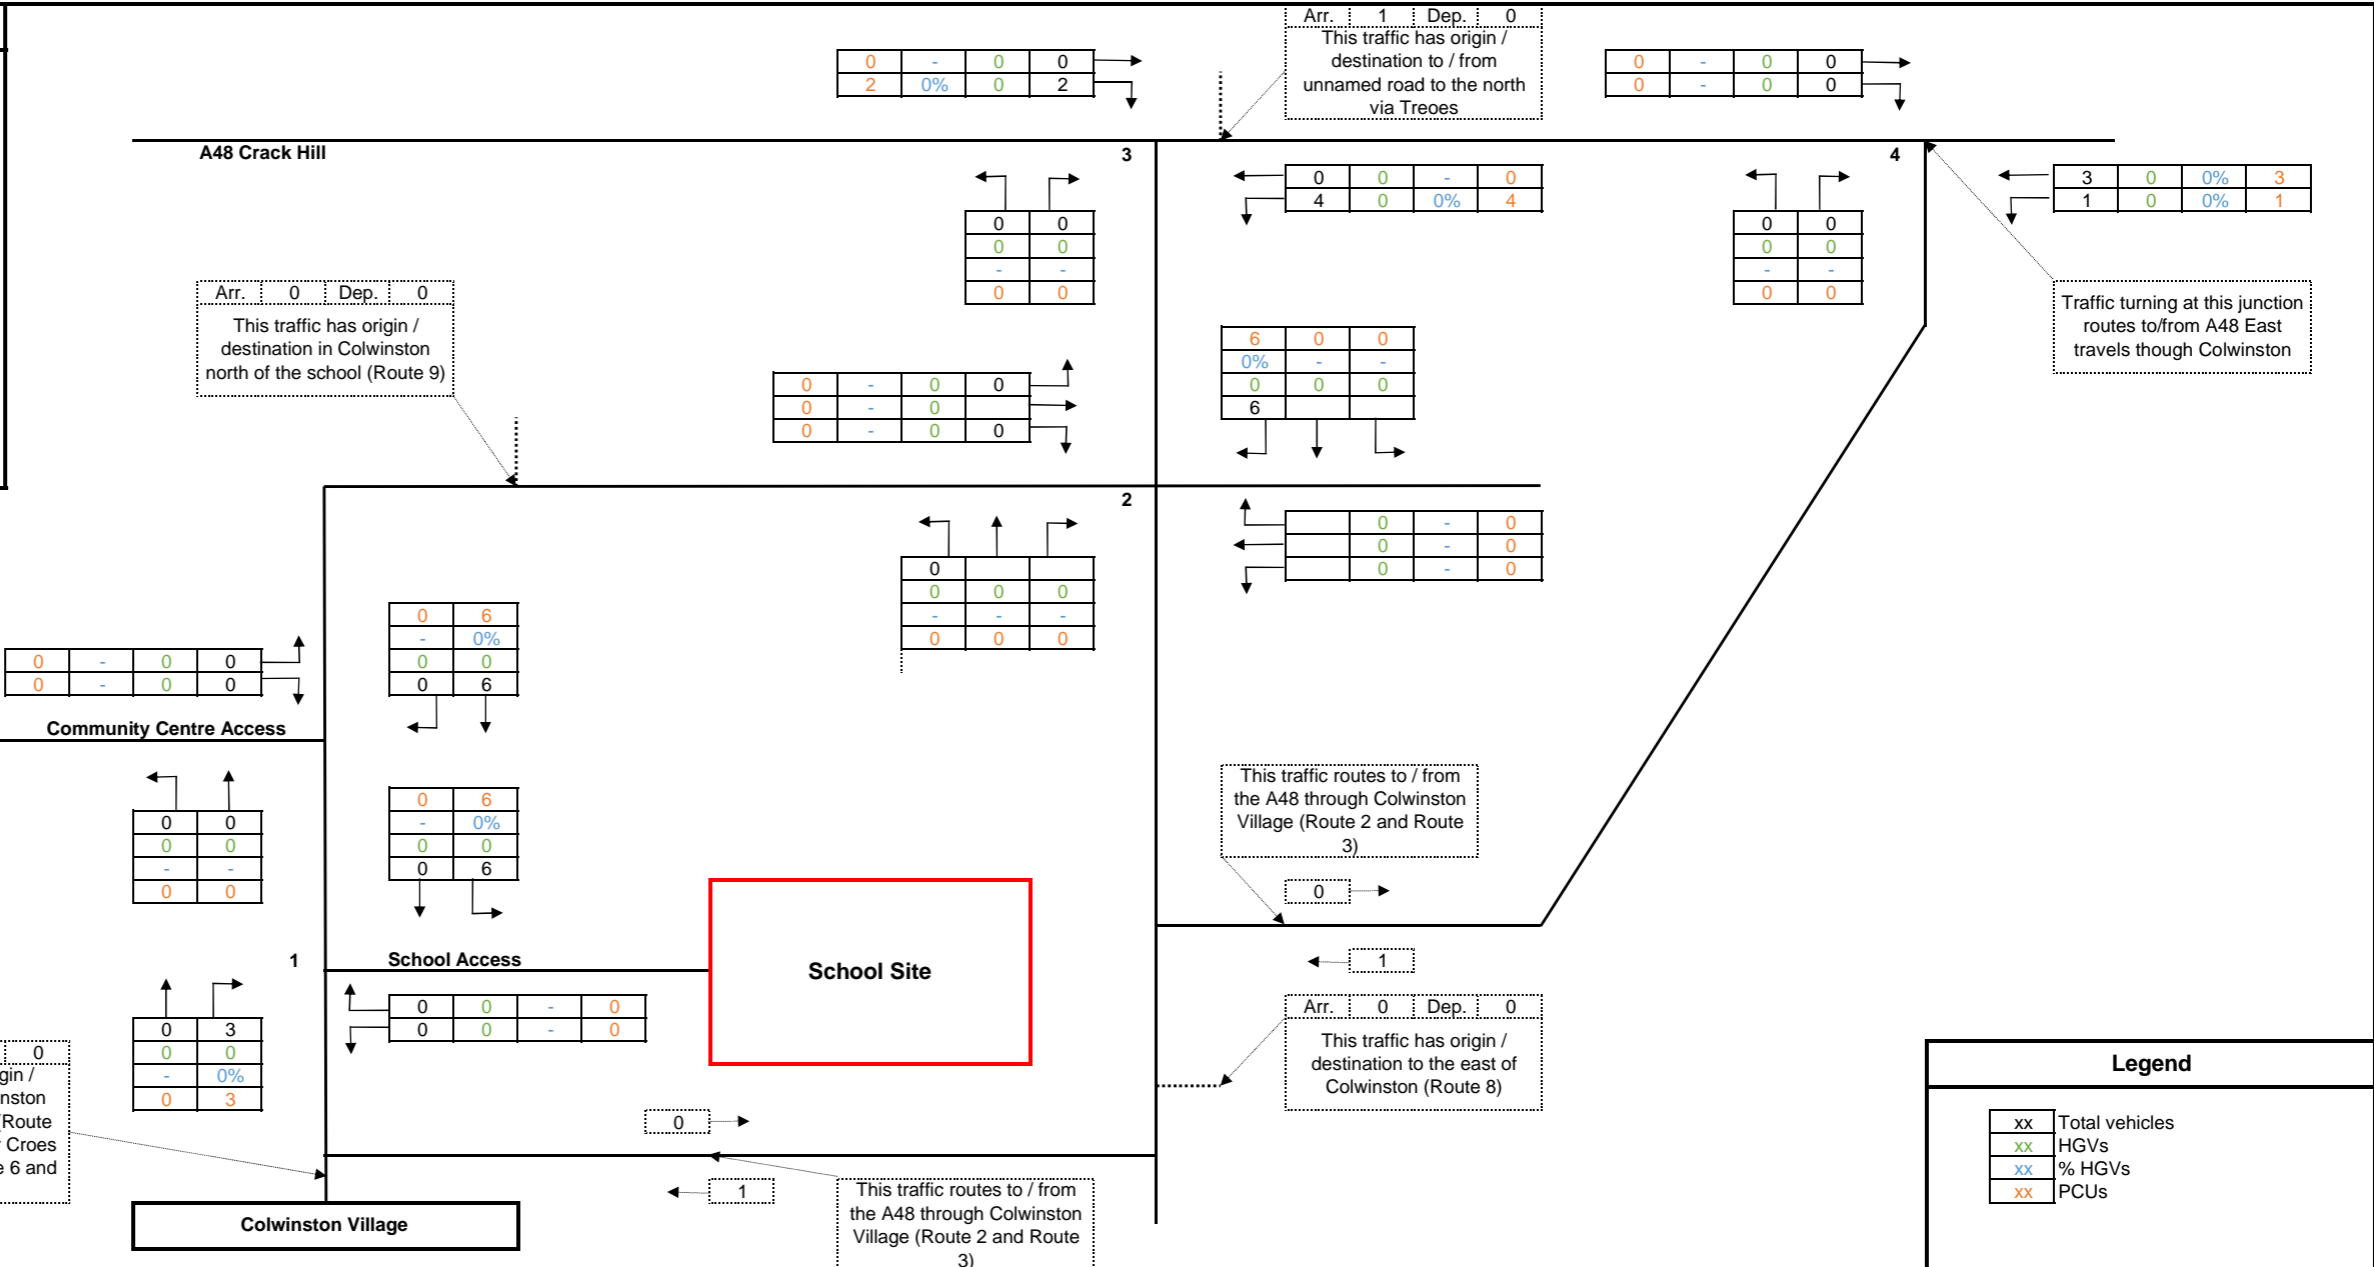 Arr. 1 Dep. 0
This traffic has origin /
destination to / from
unnamed road to the north
via Treoes
0 - 0 0
2 0% 0 2
0 - 0 0
0 - 0 0
A48 Crack Hill
3
4
0 0 - 0
4 0 0% 4
3 0 0% 3
1 0 0% 1
0 0
0 0
- -
0 0
0 0
0 0
- -
0 0
Arr. 0 Dep. 0
This traffic has origin /
destination in Colwinston
north of the school (Route 9)
Traffic turning at this junction
routes to/from A48 East
travels though Colwinston
6 0 0
0% - -
0 0 0
6
0 - 0 0
0 - 0
0 - 0 0
2
0 - 0
0 - 0
0 - 0
0
0 0 0
- - -
0 0 0
0 6
- 0%
0 0
0 6
0 - 0 0
0 - 0 0
Community Centre Access
0 0
0 0
- -
0 0
0 6
- 0%
0 0
0 6
This traffic routes to / from
the A48 through Colwinston
Village (Route 2 and Route
3)
0
1
School Access
School Site
1
0 0 - 0
0 0 - 0
0 3
0 0
- 0%
0 3
Arr. 0 Dep. 0
This traffic has origin /
destination to the east of
Colwinston (Route 8)
0
gin /
nston
(Route
Croes
6 and
0
1
This traffic routes to / from
the A48 through Colwinston
Village (Route 2 and Route
3)
Colwinston Village
Legend
xx Total vehicles
xx HGVs
xx % HGVs
xx PCUs